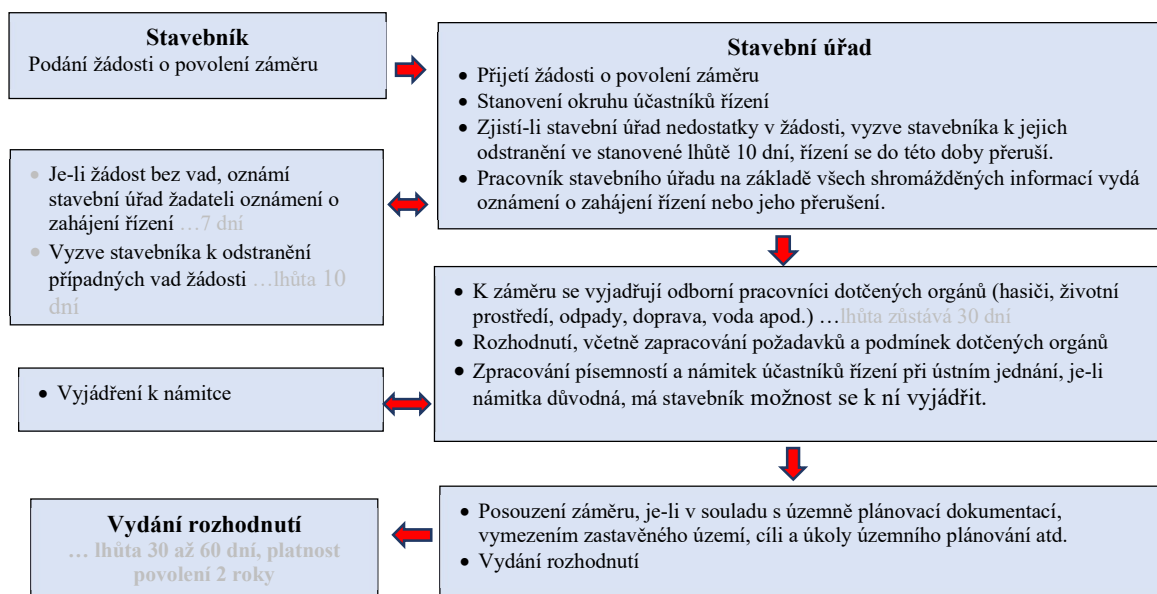 Stavebník
Podání žádosti o povolení záměru
Stavební úřad
• Přijetí žádosti o povolení záměru
• Stanovení okruhu účastníků řízení
• Zjistí-li stavební úřad nedostatky v žádosti, vyzve stavebníka k jejich
odstranění ve stanovené lhůtě 10 dní, řízení se do této doby přeruší.
• Pracovník stavebního úřadu na základě všech shromážděných informací vydá
oznámení o zahájení řízení nebo jeho přerušení.
• Je-li žádost bez vad, oznámí
stavební úřad žadateli oznámení o
zahájení řízení …7 dní
• Vyzve stavebníka k odstranění
případných vad žádosti …lhůta 10
dní
• K záměru se vyjadřují odborní pracovníci dotčených orgánů (hasiči, životní
prostředí, odpady, doprava, voda apod.) …lhůta zůstává 30 dní
• Rozhodnutí, včetně zapracování požadavků a podmínek dotčených orgánů
• Zpracování písemností a námitek účastníků řízení při ústním jednání, je-li
námitka důvodná, má stavebník možnost se k ní vyjádřit.
• Vyjádření k námitce
• Posouzení záměru, je-li v souladu s územně plánovací dokumentací,
vymezením zastavěného území, cíli a úkoly územního plánování atd.
• Vydání rozhodnutí
Vydání rozhodnutí
… lhůta 30 až 60 dní, platnost
povolení 2 roky